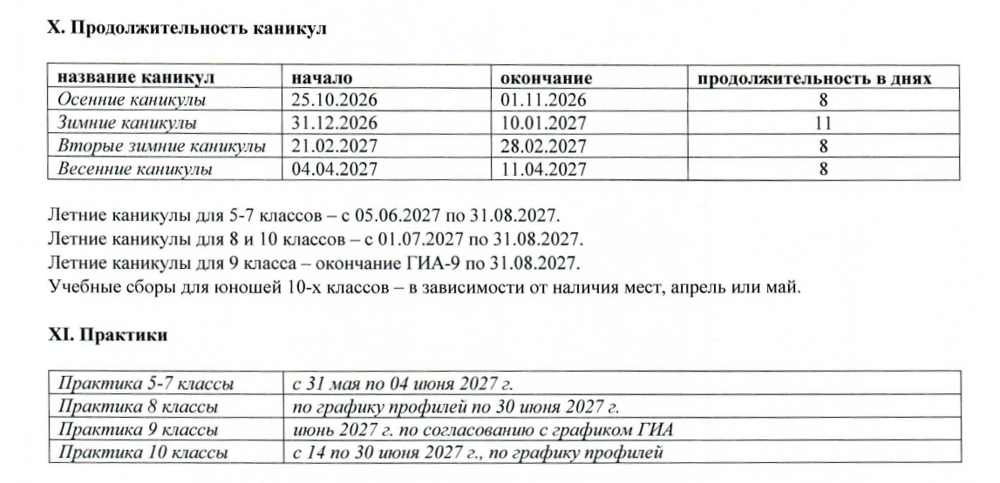 X. Продолжительность каникул
название каникул начало окончание продолжительность в днях
Осенние каникулы 25.10.2026 01.11.2026 8
Зимние каникулы 31.12.2026 10.01.2027 11
Вторые зимние каникулы 21.02.2027 28.02.2027 8
Весенние каникулы 04.04.2027 11.04.2027 8
Летние каникулы для 5-7 классов – с 05.06.2027 по 31.08.2027.
Летние каникулы для 8 и 10 классов – с 01.07.2027 по 31.08.2027.
Летние каникулы для 9 класса – окончание ГИА-9 по 31.08.2027.
Учебные сборы для юношей 10-х классов – в зависимости от наличия мест, апрель или май.
XI. Практики
Практика 5-7 классы с 31 мая по 04 июня 2027 г.
Практика 8 классы по графику профилей по 30 июня 2027 г.
Практика 9 классы июнь 2027 г. по согласованию с графиком ГИА
Практика 10 классы с 14 по 30 июня 2027 г., по графику профилей